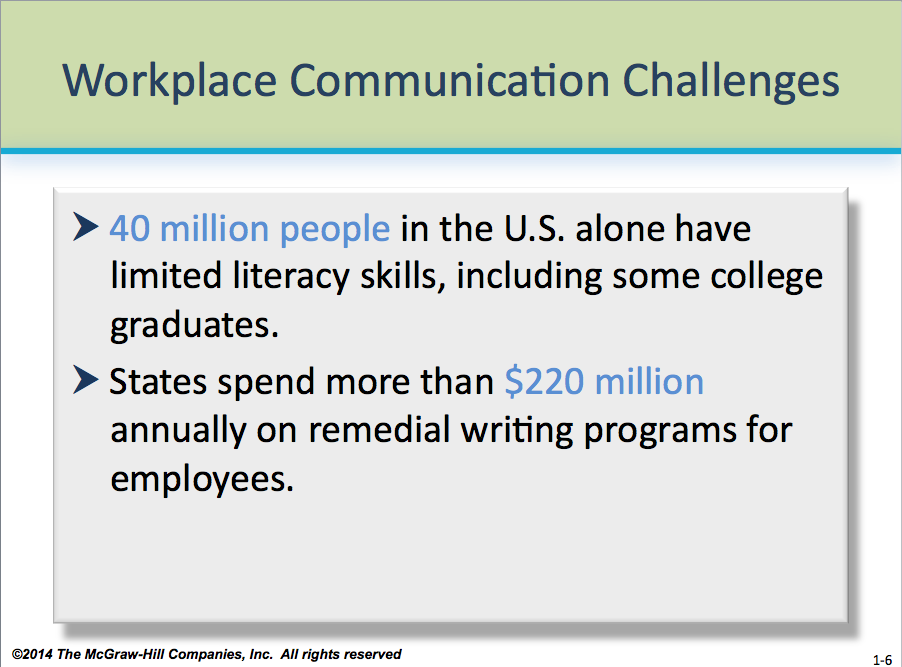 Workplace Communication Challenges
➤ 40 million people in the U.S. alone have
limited literacy skills, including some college
graduates.
➤ States spend more than $220 million
annually on remedial writing programs for
employees.
©2014 The McGraw-Hill Companies, Inc.  All rights reserved
1-6